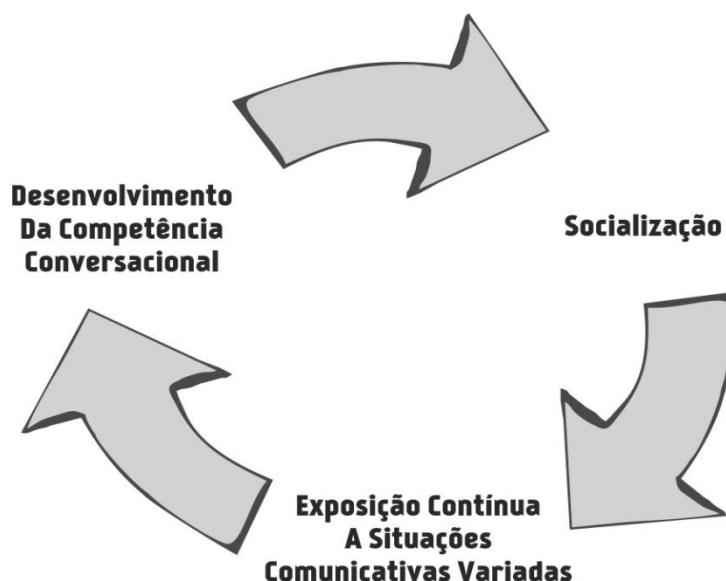 Desenvolvimento
Da Competência
Conversacional
Socialização
Exposição Contínua
A Situações
Comunicativas Variadas